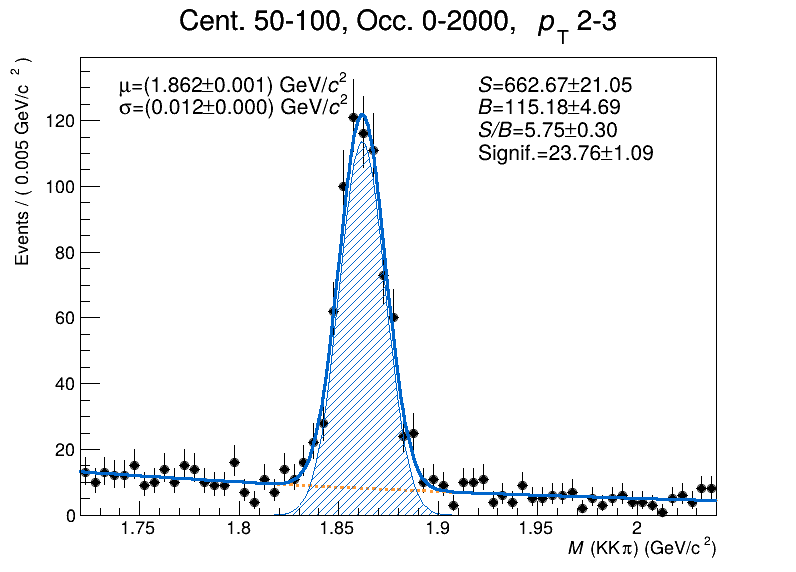 Cent. 50-100, Occ. 0-2000, p_T 2-3
μ=(1.862±0.001) GeV/c²
σ=(0.012±0.000) GeV/c²
S=662.67±21.05
B=115.18±4.69
S/B=5.75±0.30
Signif.=23.76±1.09
Events / ( 0.005 GeV/c ² )
120
100
80
60
40
20
0
1.75 1.8 1.85 1.9 1.95 2
M (KKπ) (GeV/c²)